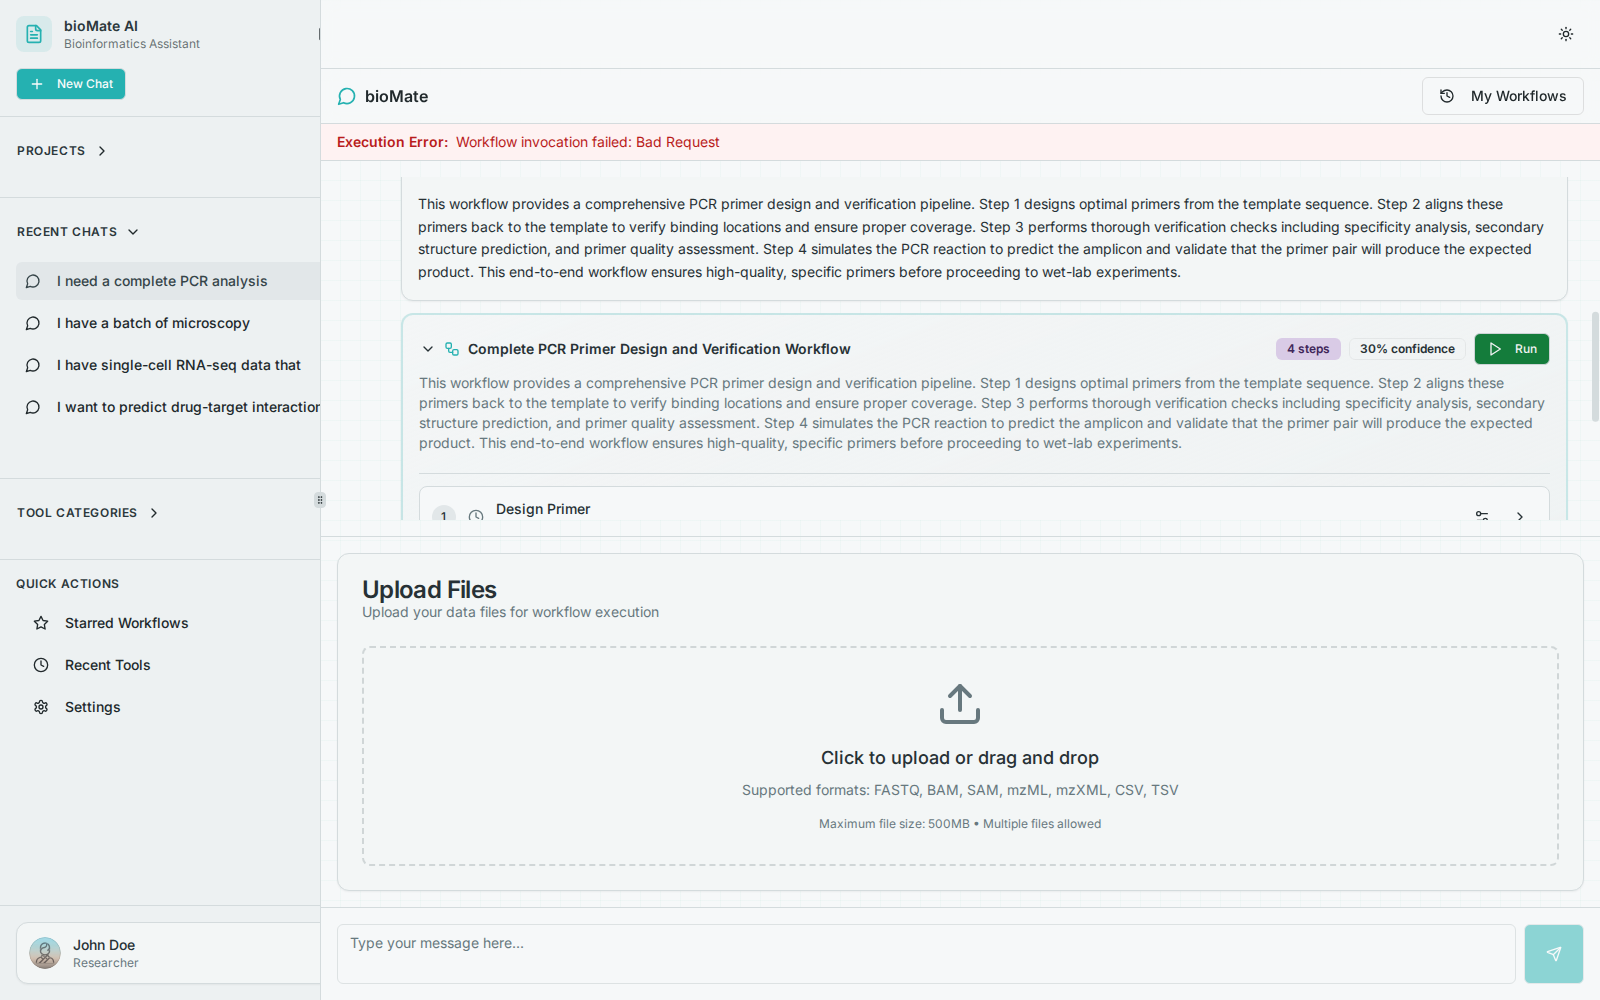 bioMate AI
Bioinformatics Assistant
New Chat
PROJECTS
RECENT CHATS
I need a complete PCR analysis
I have a batch of microscopy
I have single-cell RNA-seq data that
I want to predict drug-target interaction
TOOL CATEGORIES
QUICK ACTIONS
Starred Workflows
Recent Tools
Settings
John Doe
Researcher
bioMate
My Workflows
Execution Error: Workflow invocation failed: Bad Request
This workflow provides a comprehensive PCR primer design and verification pipeline. Step 1 designs optimal primers from the template sequence. Step 2 aligns these
primers back to the template to verify binding locations and ensure proper coverage. Step 3 performs thorough verification checks including specificity analysis, secondary
structure prediction, and primer quality assessment. Step 4 simulates the PCR reaction to predict the amplicon and validate that the primer pair will produce the expected
product. This end-to-end workflow ensures high-quality, specific primers before proceeding to wet-lab experiments.
Complete PCR Primer Design and Verification Workflow
4 steps
30% confidence
Run
This workflow provides a comprehensive PCR primer design and verification pipeline. Step 1 designs optimal primers from the template sequence. Step 2 aligns these
primers back to the template to verify binding locations and ensure proper coverage. Step 3 performs thorough verification checks including specificity analysis, secondary
structure prediction, and primer quality assessment. Step 4 simulates the PCR reaction to predict the amplicon and validate that the primer pair will produce the expected
product. This end-to-end workflow ensures high-quality, specific primers before proceeding to wet-lab experiments.
1
Design Primer
Upload Files
Upload your data files for workflow execution
Click to upload or drag and drop
Supported formats: FASTQ, BAM, SAM, mzML, mzXML, CSV, TSV
Maximum file size: 500MB • Multiple files allowed
Type your message here...